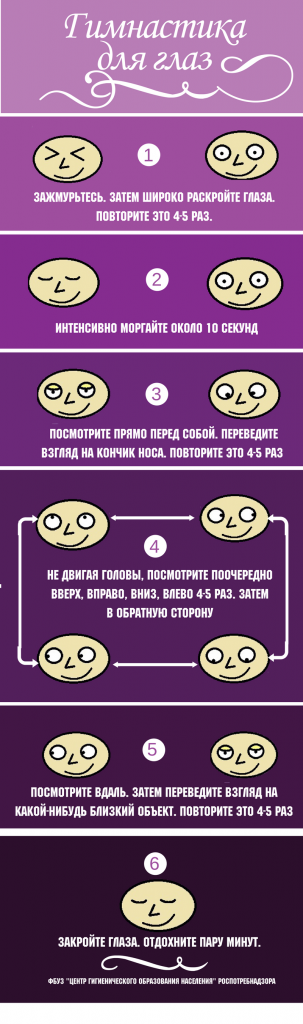 Гимнастика
для глаз
1
ЗАЖМУРЬТЕСЬ. ЗАТЕМ ШИРОКО РАСКРОЙТЕ ГЛАЗА.
ПОВТОРИТЕ ЭТО 4-5 РАЗ.
2
ИНТЕНСИВНО МОРГАЙТЕ ОКОЛО 10 СЕКУНД
3
ПОСМОТРИТЕ ПРЯМО ПЕРЕД СОБОЙ. ПЕРЕВЕДИТЕ
ВЗГЛЯД НА КОНЧИК НОСА. ПОВТОРИТЕ ЭТО 4-5 РАЗ
4
НЕ ДВИГАЯ ГОЛОВЫ, ПОСМОТРИТЕ ПООЧЕРЕДНО
ВВЕРХ, ВПРАВО, ВНИЗ, ВЛЕВО 4-5 РАЗ. ЗАТЕМ
В ОБРАТНУЮ СТОРОНУ
5
ПОСМОТРИТЕ ВДАЛЬ. ЗАТЕМ ПЕРЕВЕДИТЕ ВЗГЛЯД НА
КАКОЙ-НИБУДЬ БЛИЗКИЙ ОБЪЕКТ. ПОВТОРИТЕ ЭТО 4-5 РАЗ
6
ЗАКРОЙТЕ ГЛАЗА. ОТДОХНИТЕ ПАРУ МИНУТ.
ФБУЗ "ЦЕНТР ГИГИЕНИЧЕСКОГО ОБРАЗОВАНИЯ НАСЕЛЕНИЯ" РОСПОТРЕБНАДЗОРА